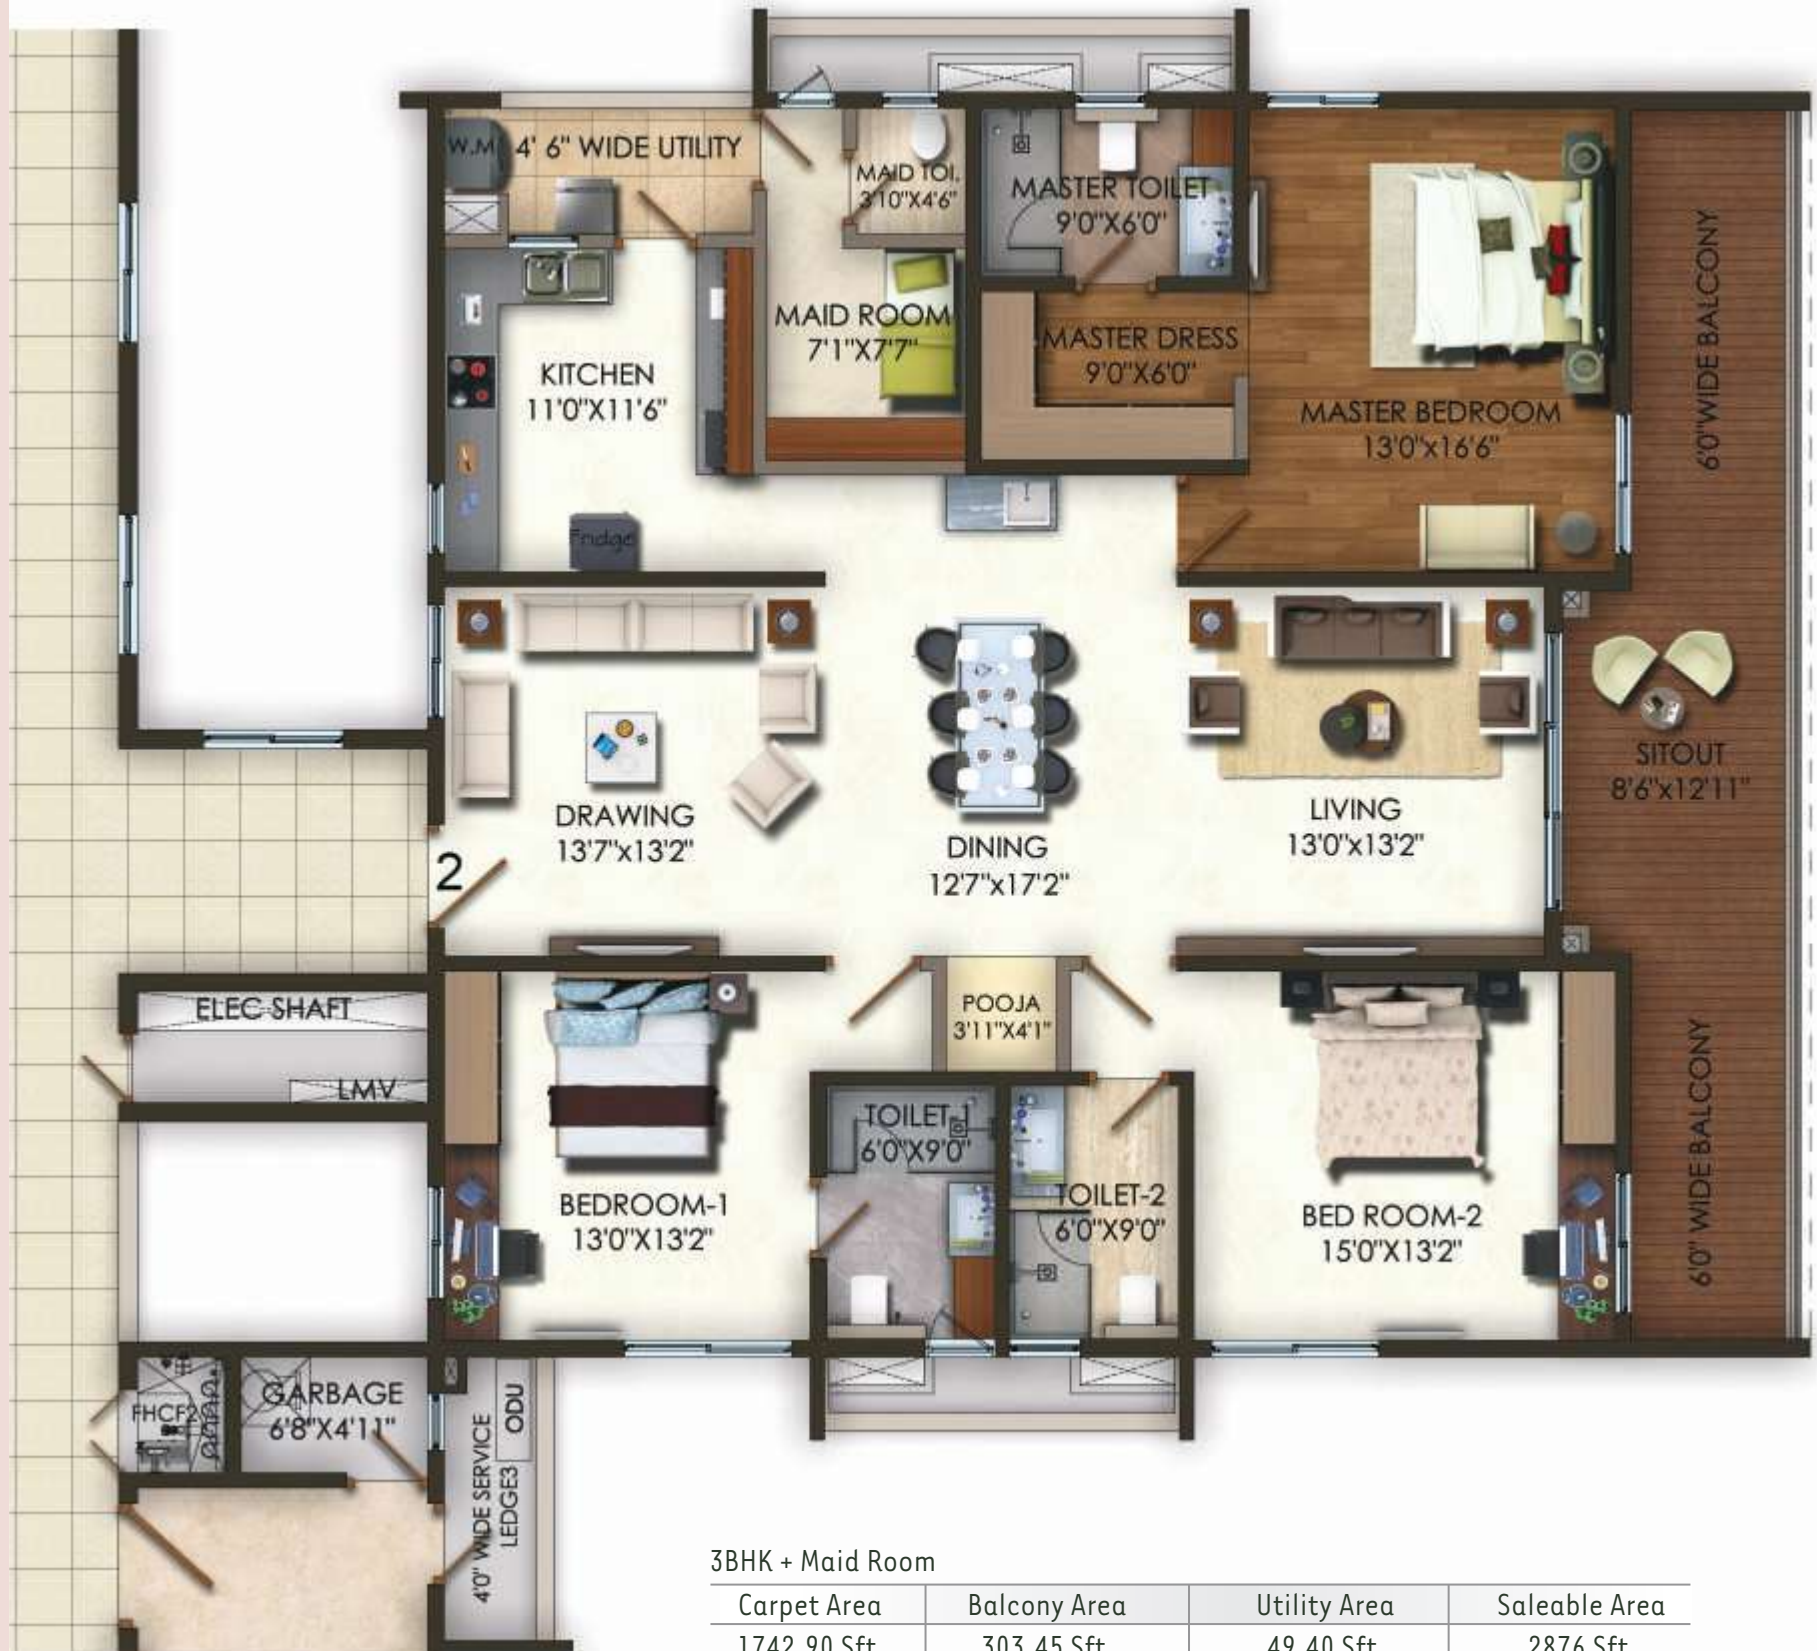 W.M
4' 6" WIDE UTILITY
MAID TOI.
3'10"X4'6"
MASTER TOILET
9'0"X6'0"
MAID ROOM
7'1"X7'7"
MASTER DRESS
9'0"X6'0"
KITCHEN
11'0"X11'6"
MASTER BEDROOM
13'0"x16'6"
6'0"WIDE BALCONY
Fridge
DRAWING
13'7"x13'2"
2
DINING
12'7"x17'2"
LIVING
13'0"x13'2"
SITOUT
8'6"x12'11"
ELEC SHAFT
LMV
POOJA
3'11"X4'1"
BEDROOM-1
13'0"X13'2"
TOILET-1
6'0"X9'0"
TOILET-2
6'0"X9'0"
BED ROOM-2
15'0"X13'2"
6'0" WIDE BALCONY
FHCF2
GARBAGE
6'8"X4'11"
4'0" WIDE SERVICE
LEDGE3
ODU
3BHK + Maid Room
Carpet Area Balcony Area Utility Area Saleable Area
1742.90 Sft 303.45 Sft 49.40 Sft 2876 Sft